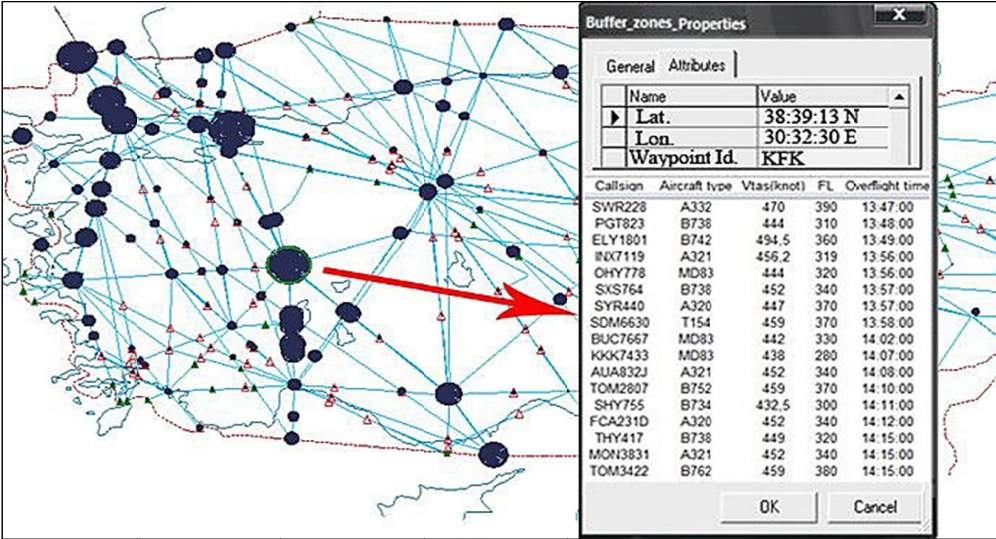 Buffer_zones_Properties
X
General Attributes
Name Value
Lat. 38:39:13 N
Lon. 30:32:30 E
Waypoint Id. KFK
Callsign Aircraft type Vtas(knot) FL Overflight time
SWR228 A332 470 390 13:47:00
PGT823 B738 444 310 13:48:00
ELY1801 B742 494,5 360 13:49:00
INX7119 A321 456,2 319 13:56:00
OHY778 MD83 444 320 13:56:00
SXS764 B738 452 340 13:57:00
SYR440 A320 447 370 13:57:00
SDM6630 T154 459 370 13:58:00
BUC7667 MD83 442 330 14:02:00
KKK7433 MD83 438 280 14:07:00
AUA832J A321 452 340 14:08:00
TOM2807 B752 459 370 14:10:00
SHY755 B734 432,5 300 14:11:00
FCA231D A320 452 340 14:12:00
THY417 B738 449 320 14:15:00
MON3831 A321 452 340 14:15:00
TOM3422 B762 459 380 14:15:00
OK Cancel